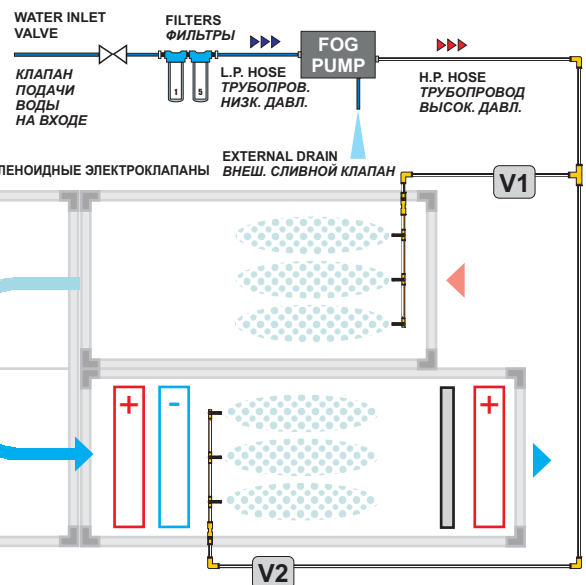 WATER INLET
VALVE
КЛАПАН
ПОДАЧИ
ВОДЫ
НА ВХОДЕ
FILTERS
ФИЛЬТРЫ
1 5
L.P. HOSE
ТРУБОПРОВ.
НИЗК. ДАВЛ.
FOG
PUMP
H.P. HOSE
ТРУБОПРОВОД
ВЫСОК. ДАВЛ.
ЛЕНОИДНЫЕ ЭЛЕКТРОКЛАПАНЫ
EXTERNAL DRAIN
ВНЕШ. СЛИВНОЙ КЛАПАН
V1
+ - +
V2